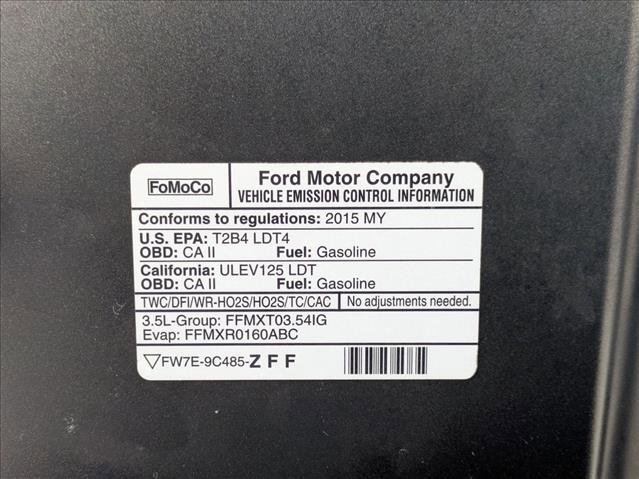 FoMoCo
Ford Motor Company
VEHICLE EMISSION CONTROL INFORMATION
Conforms to regulations: 2015 MY
U.S. EPA: T2B4 LDT4
OBD: CA II Fuel: Gasoline
California: ULEV125 LDT
OBD: CA II Fuel: Gasoline
TWC/DFI/WR-HO2S/HO2S/TC/CAC No adjustments needed.
3.5L-Group: FFMXT03.54IG
Evap: FFMXR0160ABC
▽FW7E-9C485-Z F F